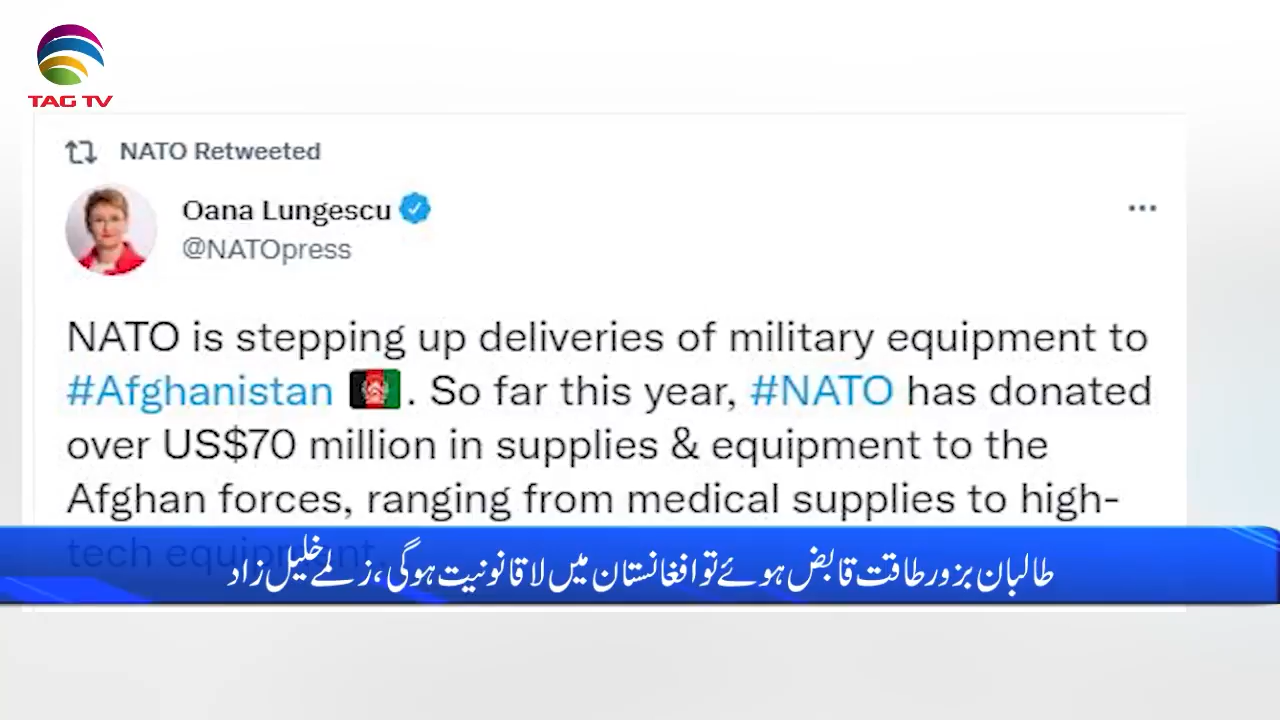 TAG TV
NATO Retweeted
Oana Lungescu
@NATOpress
NATO is stepping up deliveries of military equipment to
#Afghanistan 🇦🇫. So far this year, #NATO has donated
over US$70 million in supplies & equipment to the
Afghan forces, ranging from medical supplies to high-
tech equipment.
طالبان بزور طاقت قابض ہوئے تو افغانستان میں لاقانونیت ہوگی، زلمے خلیل زاد